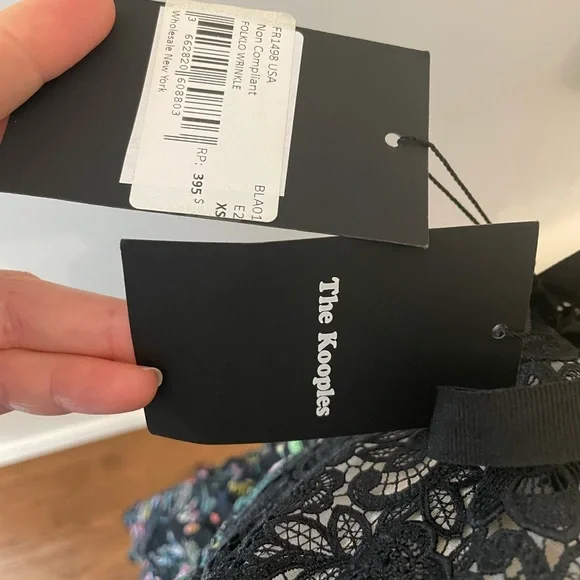 FR1498 USA
Non Compliant
FOLKLO WRINKLE
3 662820 608803
Wholesale New York
RP: 395 $
BLA01
E2
XS
The Kooples